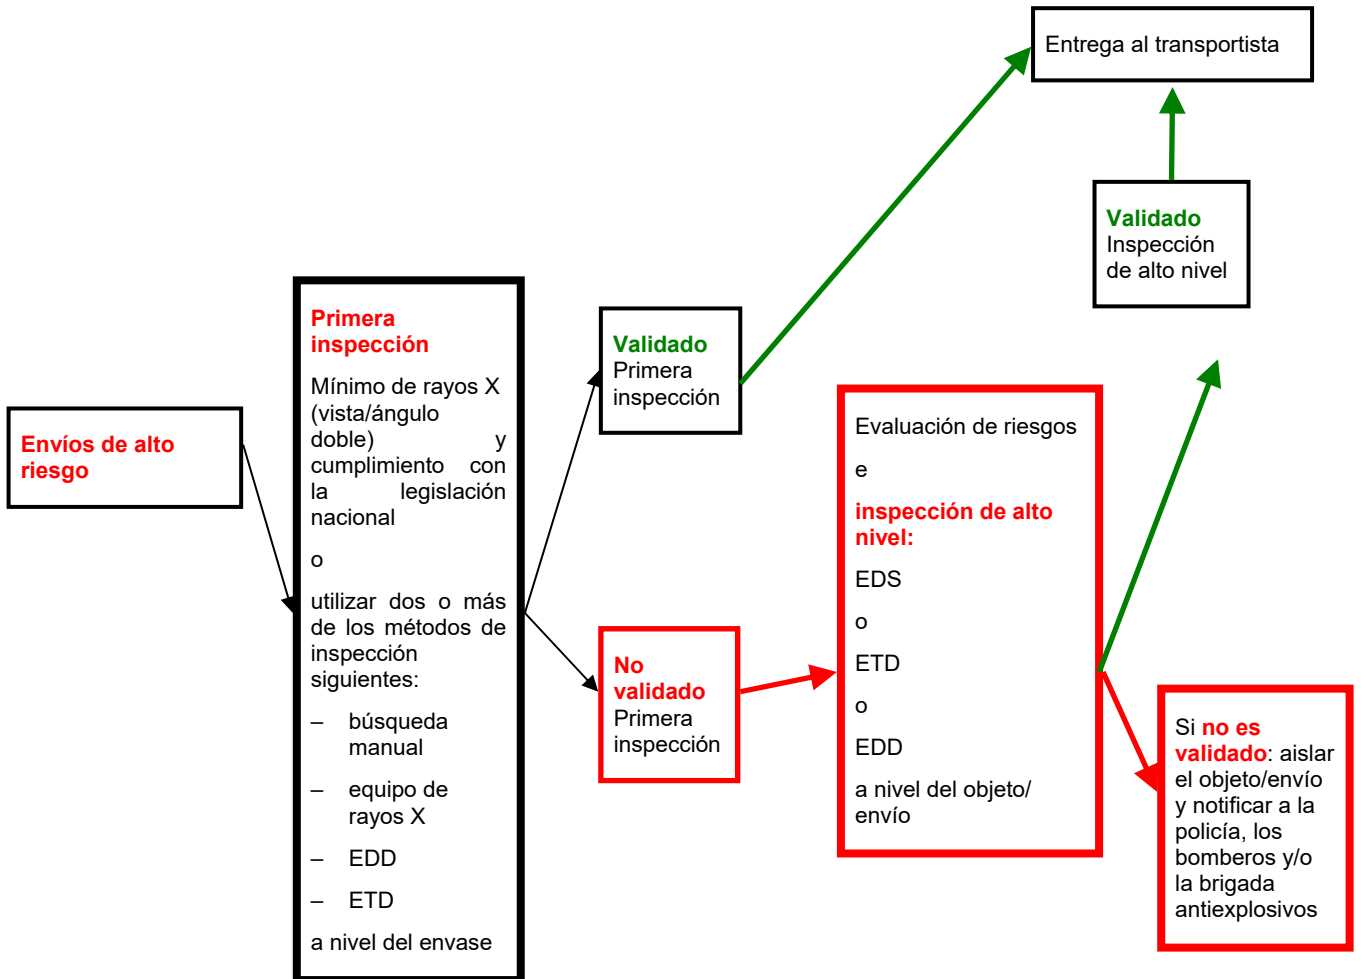 Entrega al transportista
Validado
Inspección
de alto nivel
Envíos de alto
riesgo
Primera
inspección
Mínimo de rayos X
(vista/ángulo
doble) y
cumplimiento con
la legislación
nacional
o
utilizar dos o más
de los métodos de
inspección
siguientes:
– búsqueda
manual
– equipo de
rayos X
– EDD
– ETD
a nivel del envase
Validado
Primera
inspección
No
validado
Primera
inspección
Evaluación de riesgos
e
inspección de alto
nivel:
EDS
o
ETD
o
EDD
a nivel del objeto/
envío
Si no es
validado: aislar
el objeto/envío
y notificar a la
policía, los
bomberos y/o
la brigada
antiexplosivos